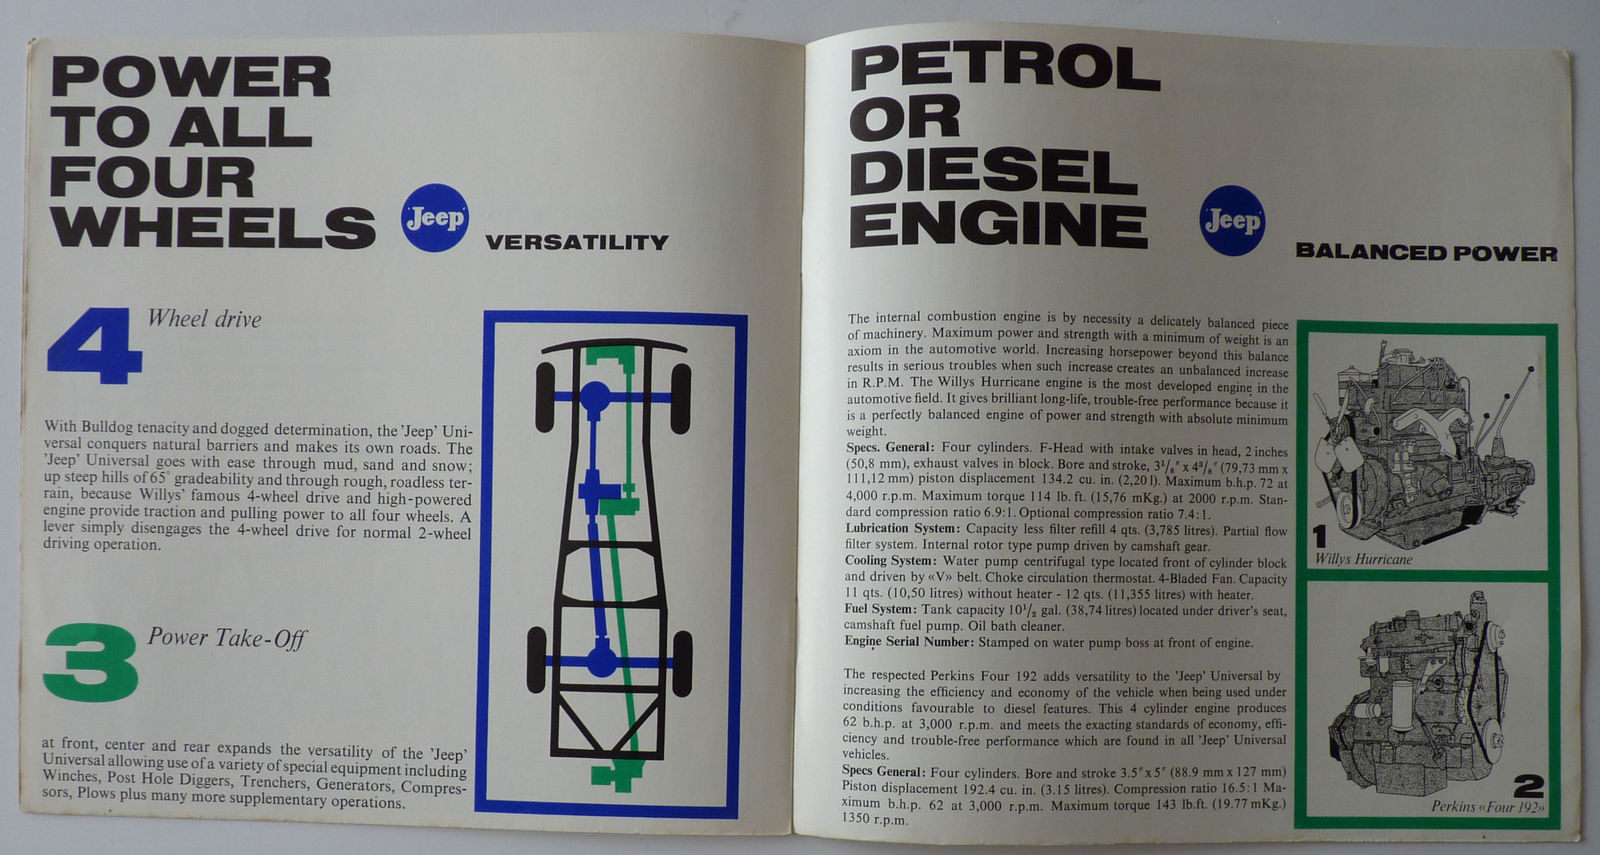 POWER
TO ALL
FOUR
WHEELS
'Jeep'
VERSATILITY
4 Wheel drive
With Bulldog tenacity and dogged determination, the 'Jeep' Uni-
versal conquers natural barriers and makes its own roads. The
'Jeep' Universal goes with ease through mud, sand and snow;
up steep hills of 65° gradeability and through rough, roadless ter-
rain, because Willys' famous 4-wheel drive and high-powered
engine provide traction and pulling power to all four wheels. A
lever simply disengages the 4-wheel drive for normal 2-wheel
driving operation.
3 Power Take-Off
at front, center and rear expands the versatility of the 'Jeep'
Universal allowing use of a variety of special equipment including
Winches, Post Hole Diggers, Trenchers, Generators, Compres-
sors, Plows plus many more supplementary operations.
PETROL
OR
DIESEL
ENGINE
'Jeep'
BALANCED POWER
The internal combustion engine is by necessity a delicately balanced piece
of machinery. Maximum power and strength with a minimum of weight is an
axiom in the automotive world. Increasing horsepower beyond this balance
results in serious troubles when such increase creates an unbalanced increase
in R.P.M. The Willys Hurricane engine is the most developed engine in the
automotive field. It gives brilliant long-life, trouble-free performance because it
is a perfectly balanced engine of power and strength with absolute minimum
weight.
Specs. General: Four cylinders. F-Head with intake valves in head, 2 inches
(50,8 mm), exhaust valves in block. Bore and stroke, 3 1/8" x 4 3/8" (79,73 mm x
111,12 mm) piston displacement 134.2 cu. in. (2,20 l). Maximum b.h.p. 72 at
4,000 r.p.m. Maximum torque 114 lb. ft. (15,76 mKg.) at 2000 r.p.m. Stan-
dard compression ratio 6.9:1. Optional compression ratio 7.4:1.
Lubrication System: Capacity less filter refill 4 qts. (3,785 litres). Partial flow
filter system. Internal rotor type pump driven by camshaft gear.
Cooling System: Water pump centrifugal type located front of cylinder block
and driven by «V» belt. Choke circulation thermostat. 4-Bladed Fan. Capacity
11 qts. (10,50 litres) without heater - 12 qts. (11,355 litres) with heater.
Fuel System: Tank capacity 10 1/2 gal. (38,74 litres) located under driver's seat,
camshaft fuel pump. Oil bath cleaner.
Engine Serial Number: Stamped on water pump boss at front of engine.
The respected Perkins Four 192 adds versatility to the 'Jeep' Universal by
increasing the efficiency and economy of the vehicle when being used under
conditions favourable to diesel features. This 4 cylinder engine produces
62 b.h.p. at 3,000 r.p.m. and meets the exacting standards of economy, effi-
ciency and trouble-free performance which are found in all 'Jeep' Universal
vehicles.
Specs General: Four cylinders. Bore and stroke 3.5" x 5" (88.9 mm x 127 mm)
Piston displacement 192.4 cu. in. (3.15 litres). Compression ratio 16.5:1 Ma-
ximum b.h.p. 62 at 3,000 r.p.m. Maximum torque 143 lb.ft. (19.77 mKg.)
1350 r.p.m.
1
Willys Hurricane
2
Perkins «Four 192»